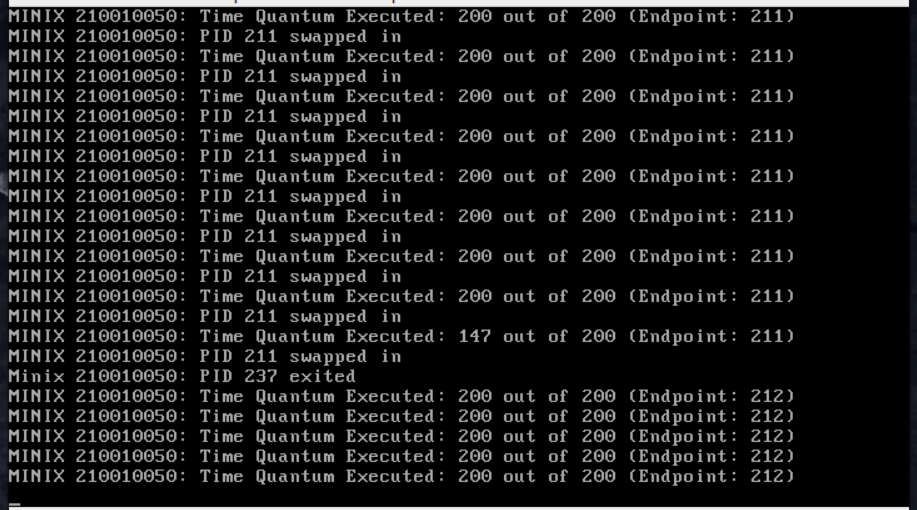 MINIX 210010050: Time Quantum Executed: 200 out of 200 (Endpoint: 211)
MINIX 210010050: PID 211 swapped in
MINIX 210010050: Time Quantum Executed: 200 out of 200 (Endpoint: 211)
MINIX 210010050: PID 211 swapped in
MINIX 210010050: Time Quantum Executed: 200 out of 200 (Endpoint: 211)
MINIX 210010050: PID 211 swapped in
MINIX 210010050: Time Quantum Executed: 200 out of 200 (Endpoint: 211)
MINIX 210010050: PID 211 swapped in
MINIX 210010050: Time Quantum Executed: 200 out of 200 (Endpoint: 211)
MINIX 210010050: PID 211 swapped in
MINIX 210010050: Time Quantum Executed: 200 out of 200 (Endpoint: 211)
MINIX 210010050: PID 211 swapped in
MINIX 210010050: Time Quantum Executed: 200 out of 200 (Endpoint: 211)
MINIX 210010050: PID 211 swapped in
MINIX 210010050: Time Quantum Executed: 200 out of 200 (Endpoint: 211)
MINIX 210010050: PID 211 swapped in
MINIX 210010050: Time Quantum Executed: 147 out of 200 (Endpoint: 211)
MINIX 210010050: PID 211 swapped in
Minix 210010050: PID 237 exited
MINIX 210010050: Time Quantum Executed: 200 out of 200 (Endpoint: 212)
MINIX 210010050: Time Quantum Executed: 200 out of 200 (Endpoint: 212)
MINIX 210010050: Time Quantum Executed: 200 out of 200 (Endpoint: 212)
MINIX 210010050: Time Quantum Executed: 200 out of 200 (Endpoint: 212)
MINIX 210010050: Time Quantum Executed: 200 out of 200 (Endpoint: 212)